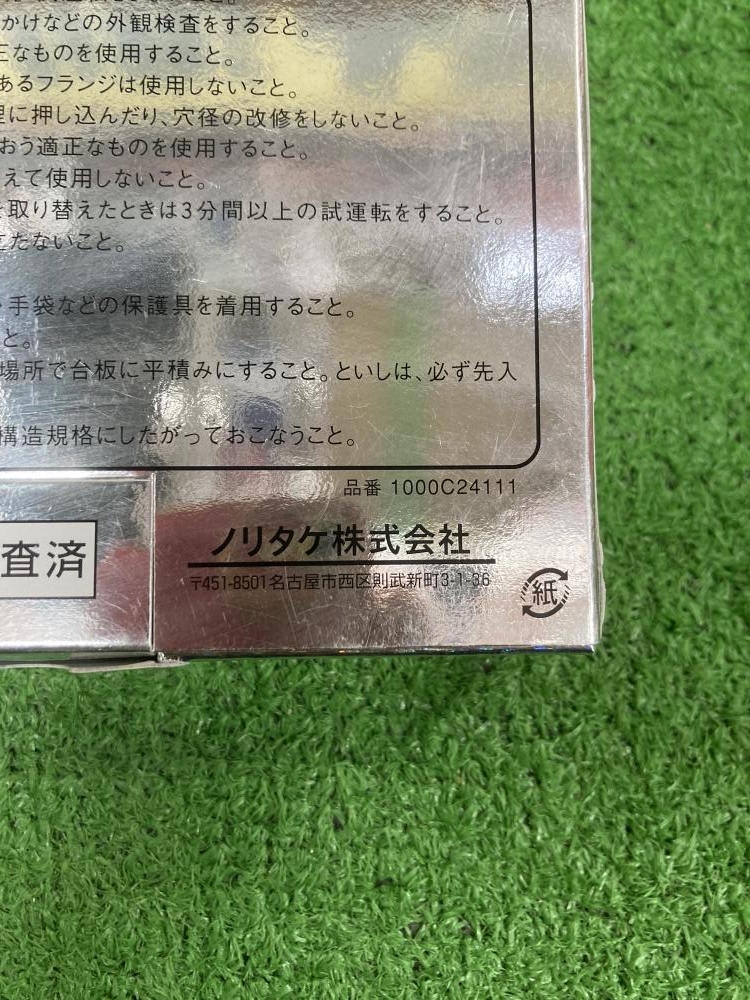 かけなどの外観検査をすること。
正なものを使用すること。
あるフランジは使用しないこと。
に押し込んだり、穴径の改修をしないこと。
おう適正なものを使用すること。
えて使用しないこと。
を取り替えたときは3分間以上の試運転をすること。
立たないこと。
手袋などの保護具を着用すること。
と。
場所で台板に平積みにすること。といしは、必ず先入
構造規格にしたがっておこなうこと。
品番 1000C24111
査済
ノリタケ株式会社
〒451-8501名古屋市西区則武新町3-1-36
紙